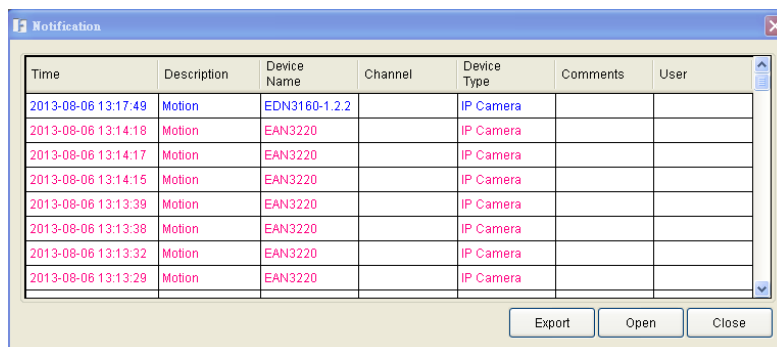 Notification
Time Description Device Name Channel Device Type Comments User
2013-08-06 13:17:49 Motion EDN3160-1.2.2 IP Camera
2013-08-06 13:14:18 Motion EAN3220 IP Camera
2013-08-06 13:14:17 Motion EAN3220 IP Camera
2013-08-06 13:14:15 Motion EAN3220 IP Camera
2013-08-06 13:13:39 Motion EAN3220 IP Camera
2013-08-06 13:13:38 Motion EAN3220 IP Camera
2013-08-06 13:13:32 Motion EAN3220 IP Camera
2013-08-06 13:13:29 Motion EAN3220 IP Camera
Export Open Close